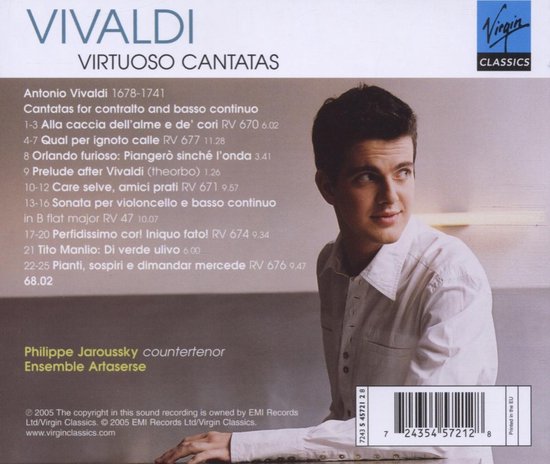 VIVALDI
VIRTUOSO CANTATAS
Virgin
CLASSICS
Antonio Vivaldi 1678-1741
Cantatas for contralto and basso continuo
1-3 Alla caccia dell'alme e de' cori RV 670 6.02
4-7 Qual per ignoto calle RV 677 11.28
8 Orlando furioso: Piangerò sinché l'onda 3.41
9 Prelude after Vivaldi (theorbo) 1.26
10-12 Care selve, amici prati RV 671 9.57
13-16 Sonata per violoncello e basso continuo
in B flat major RV 47 10.07
17-20 Perfidissimo cor! Iniquo fato! RV 674 9.34
21 Tito Manlio: Di verde ulivo 6.00
22-25 Pianti, sospiri e dimandar mercede RV 676 9.47
68.02
Philippe Jaroussky countertenor
Ensemble Artaserse
℗ 2005 The copyright in this sound recording is owned by EMI Records
Ltd/Virgin Classics. © 2005 EMI Records Ltd/Virgin Classics.
www.virginclassics.com
7243 5 45721 2 8
Printed in the EU
7 24354 57212 8